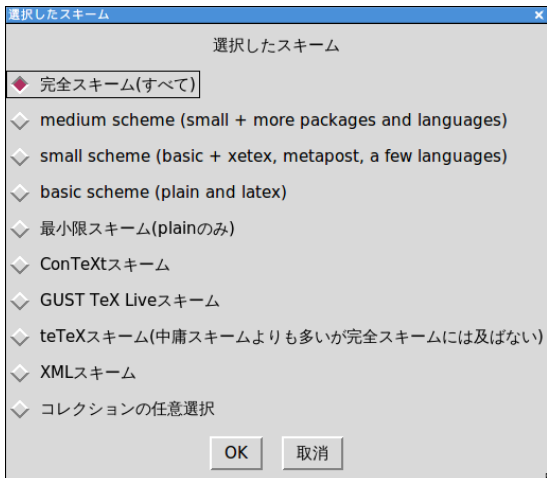 選択したスキーム
選択したスキーム
完全スキーム(すべて)
medium scheme (small + more packages and languages)
small scheme (basic + xetex, metapost, a few languages)
basic scheme (plain and latex)
最小限スキーム(plainのみ)
ConTeXtスキーム
GUST TeX Liveスキーム
teTeXスキーム(中庸スキームよりも多いが完全スキームには及ばない)
XMLスキーム
コレクションの任意選択
OK 取消